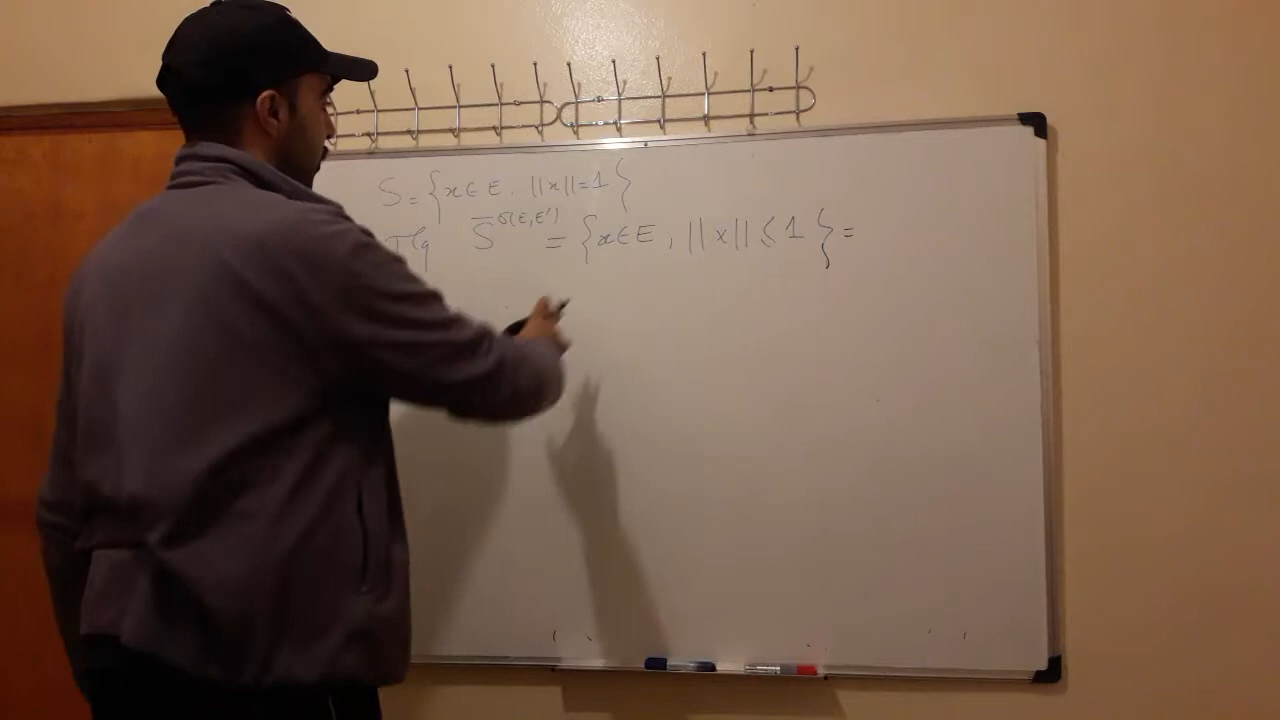 S = {x ∈ E, ||x|| = 1}
Mq S̅^σ(E,E') = {x ∈ E, ||x|| ≤ 1} =